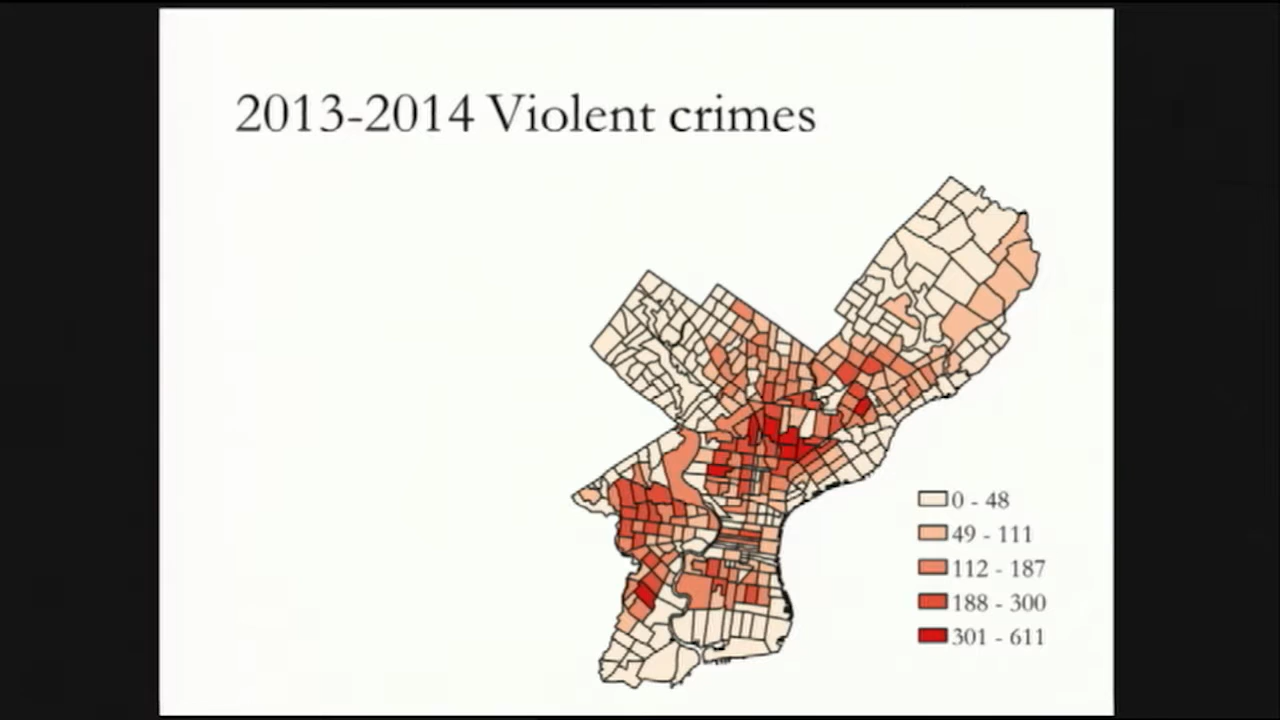 2013-2014 Violent crimes
0 - 48
49 - 111
112 - 187
188 - 300
301 - 611